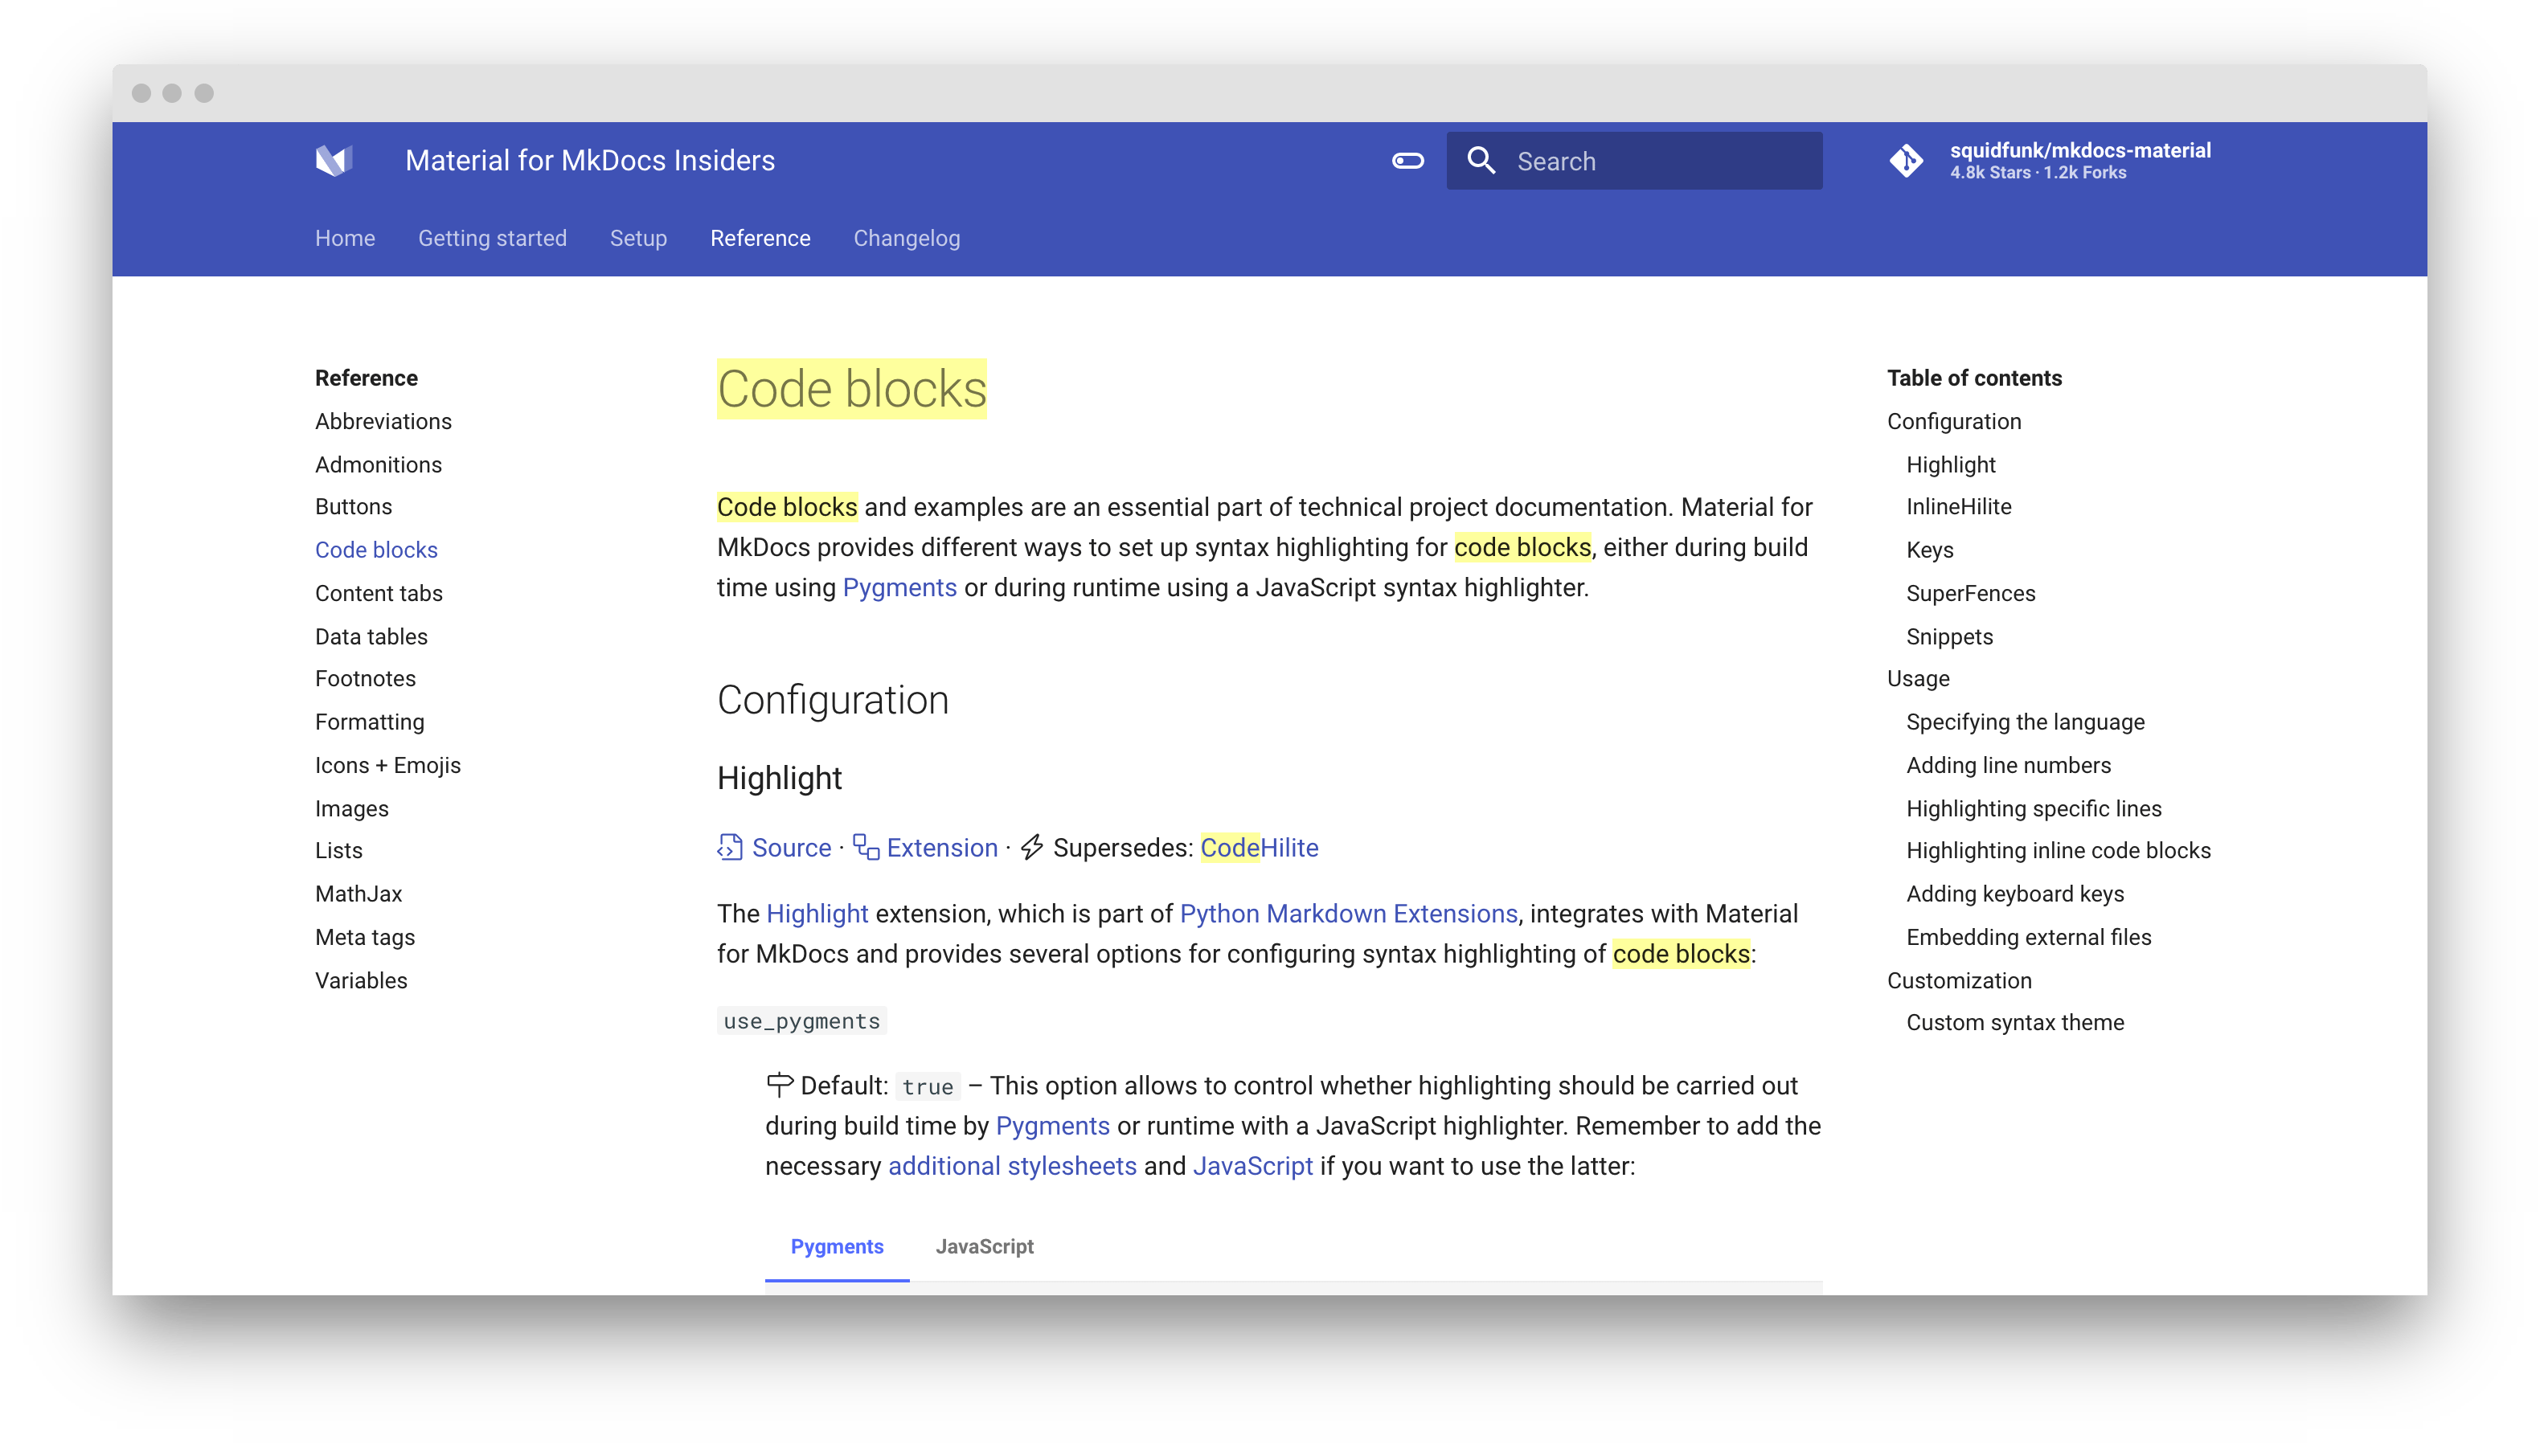 Material for MkDocs Insiders
Search
squidfunk/mkdocs-material
4.8k Stars · 1.2k Forks
Home Getting started Setup Reference Changelog
Reference
Abbreviations
Admonitions
Buttons
Code blocks
Content tabs
Data tables
Footnotes
Formatting
Icons + Emojis
Images
Lists
MathJax
Meta tags
Variables
Code blocks
Code blocks and examples are an essential part of technical project documentation. Material for
MkDocs provides different ways to set up syntax highlighting for code blocks, either during build
time using Pygments or during runtime using a JavaScript syntax highlighter.
Configuration
Highlight
Source · Extension · Supersedes: CodeHilite
The Highlight extension, which is part of Python Markdown Extensions, integrates with Material
for MkDocs and provides several options for configuring syntax highlighting of code blocks:
use_pygments
Default: true – This option allows to control whether highlighting should be carried out
during build time by Pygments or runtime with a JavaScript highlighter. Remember to add the
necessary additional stylesheets and JavaScript if you want to use the latter:
Pygments JavaScript
Table of contents
Configuration
Highlight
InlineHilite
Keys
SuperFences
Snippets
Usage
Specifying the language
Adding line numbers
Highlighting specific lines
Highlighting inline code blocks
Adding keyboard keys
Embedding external files
Customization
Custom syntax theme